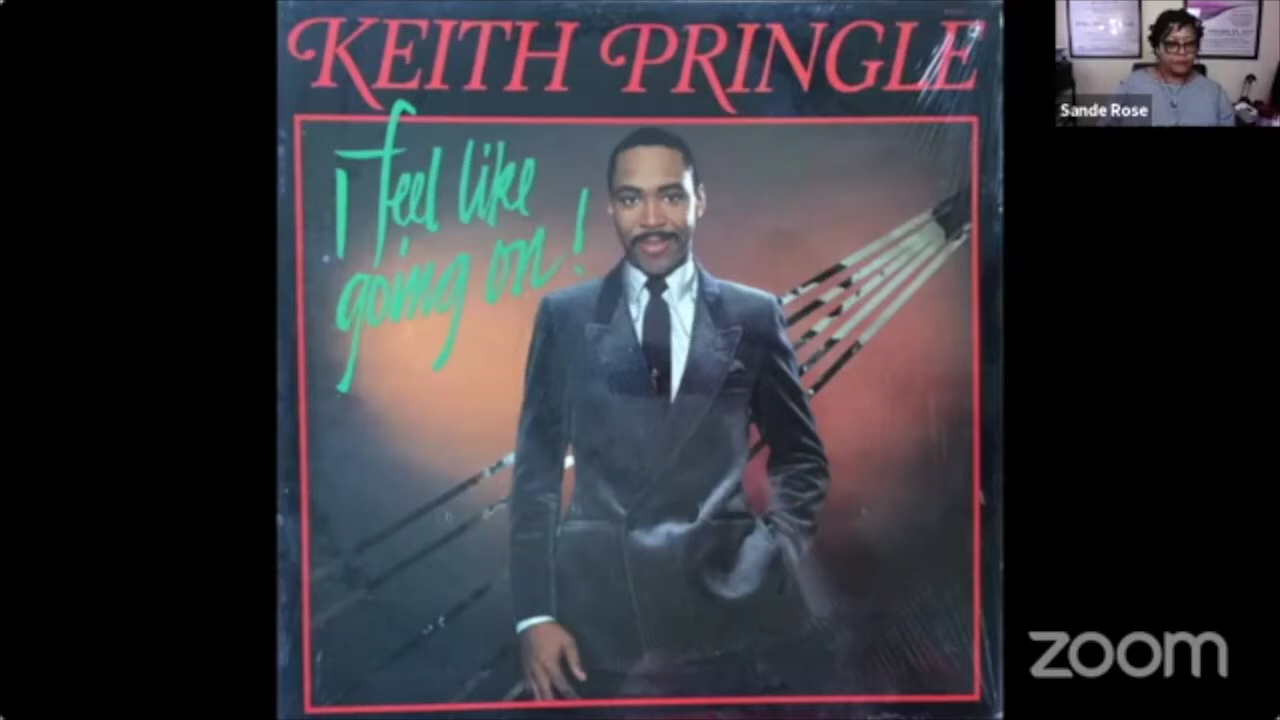 KEITH PRINGLE
I feel like
going on!
Sande Rose
zoom